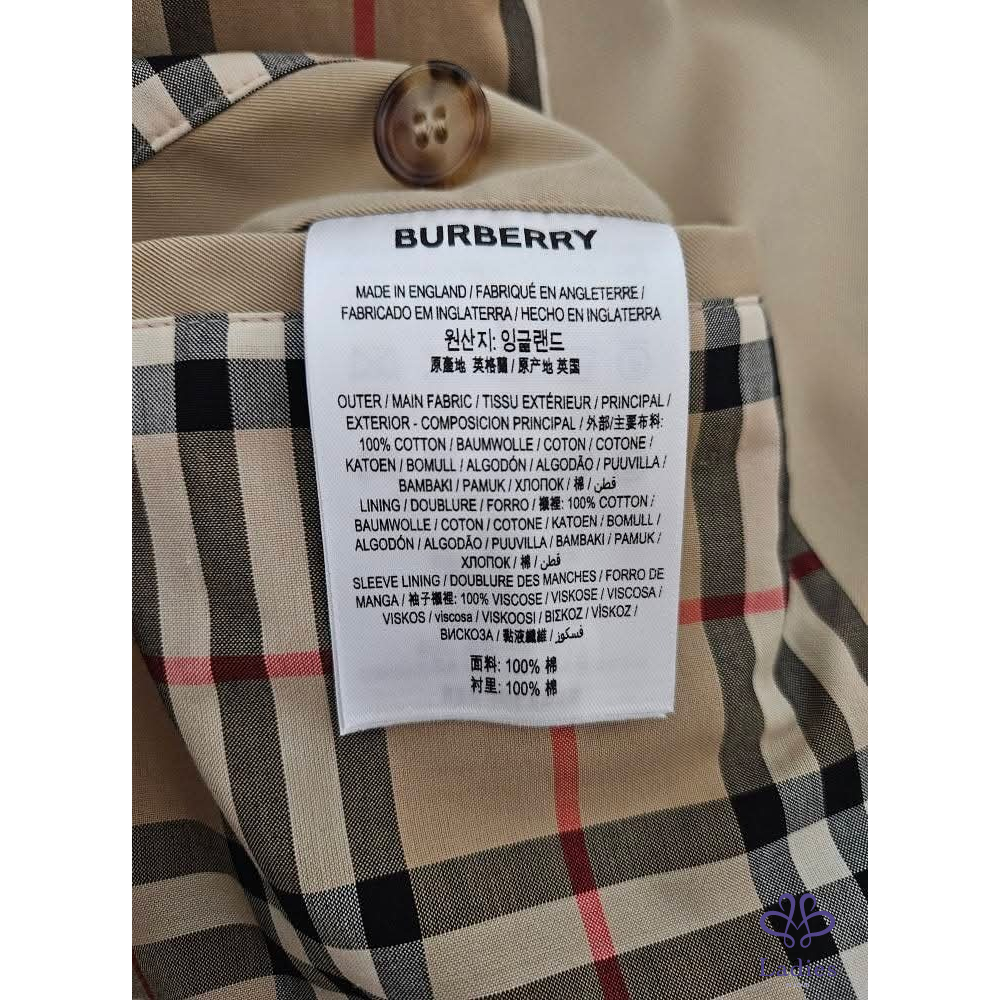 BURBERRY
MADE IN ENGLAND / FABRIQUÉ EN ANGLETERRE /
FABRICADO EM INGLATERRA / HECHO EN INGLATERRA
원산지: 잉글랜드
原產地 英格蘭 / 原产地 英国
OUTER / MAIN FABRIC / TISSU EXTÉRIEUR / PRINCIPAL /
EXTERIOR - COMPOSICION PRINCIPAL / 外部/主要布料:
100% COTTON / BAUMWOLLE / COTON / COTONE /
KATOEN / BOMULL / ALGODÓN / ALGODÃO / PUUVILLA /
BAMBAKI / PAMUK / ХЛОПОК / 棉 / قطن /
LINING / DOUBLURE / FORRO / 襯裡: 100% COTTON /
BAUMWOLLE / COTON / COTONE / KATOEN / BOMULL /
ALGODÓN / ALGODÃO / PUUVILLA / BAMBAKI / PAMUK /
ХЛОПОК / 棉 / قطن /
SLEEVE LINING / DOUBLURE DES MANCHES / FORRO DE
MANGA / 袖子襯裡: 100% VISCOSE / VISKOSE / VISCOSA /
VISKOS / viscosa / VISKOOSI / ΒΙΣΚΟΖ / VİSKOZ /
ВИСКОЗА / 黏液纖維 / فسكوز /
面料: 100% 棉
衬里: 100% 棉
Ladies